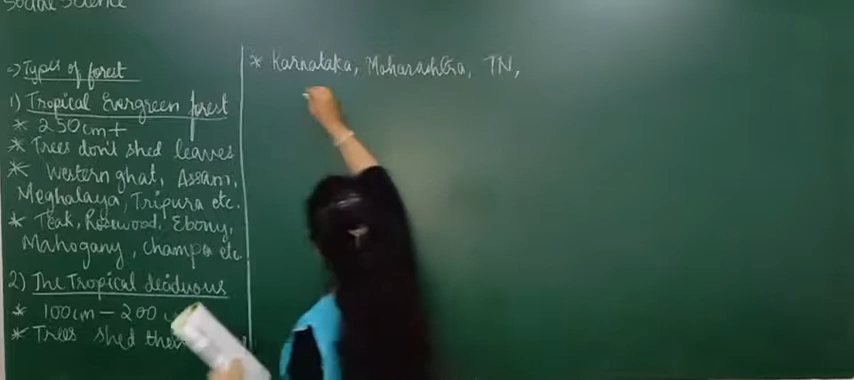 Social Science
-> Types of forest
1) Tropical Evergreen forest
* 250cm+
* Trees don't shed leaves
* Western ghat, Assam,
Meghalaya, Tripura etc.
* Teak, Rosewood, Ebony,
Mahogany, champa etc
2) The Tropical deciduous
* 100cm - 200
* Trees shed their
* Karnataka, Maharashtra, TN,